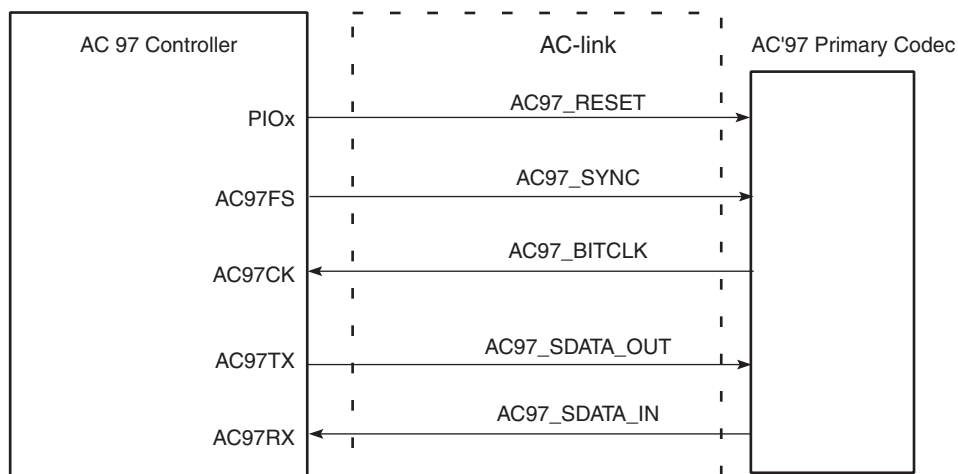 AC 97 Controller
AC-link
AC'97 Primary Codec
PIOx
AC97_RESET
AC97FS
AC97_SYNC
AC97CK
AC97_BITCLK
AC97TX
AC97_SDATA_OUT
AC97RX
AC97_SDATA_IN